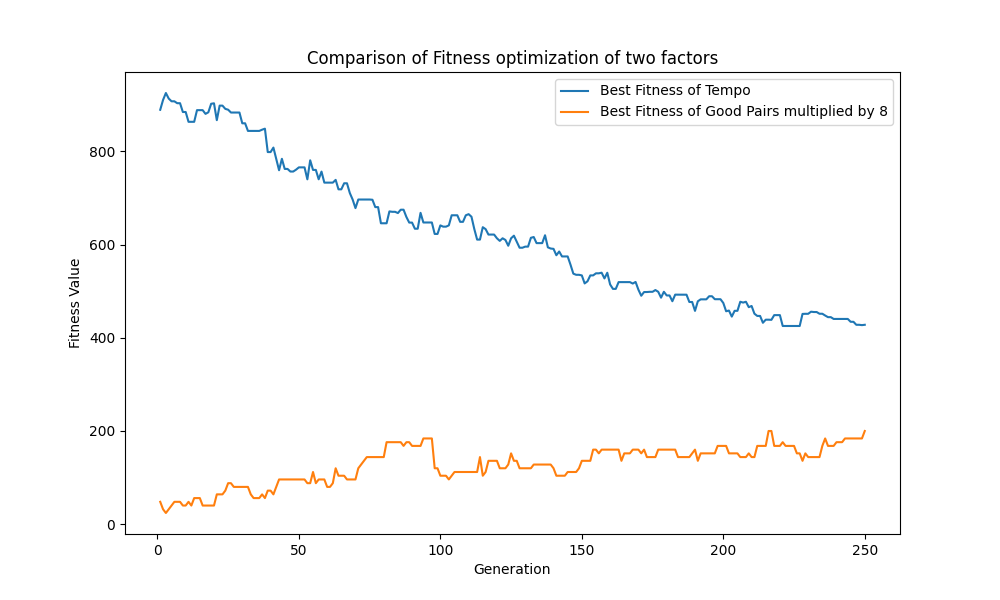 Comparison of Fitness optimization of two factors
Best Fitness of Tempo
Best Fitness of Good Pairs multiplied by 8
Fitness Value
800
600
400
200
0
0 50 100 150 200 250
Generation